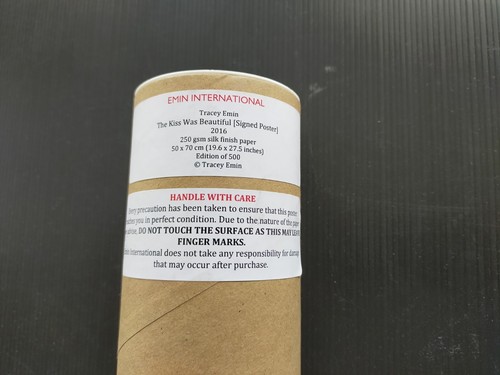 EMIN INTERNATIONAL
Tracey Emin
The Kiss Was Beautiful [Signed Poster]
2016
250 gsm silk finish paper
50 x 70 cm (19.6 x 27.5 inches)
Edition of 500
© Tracey Emin
HANDLE WITH CARE
Every precaution has been taken to ensure that this poster
you in perfect condition. Due to the nature of the paper
DO NOT TOUCH THE SURFACE AS THIS MAY LEAVE
FINGER MARKS.
International does not take any responsibility for damage
that may occur after purchase.